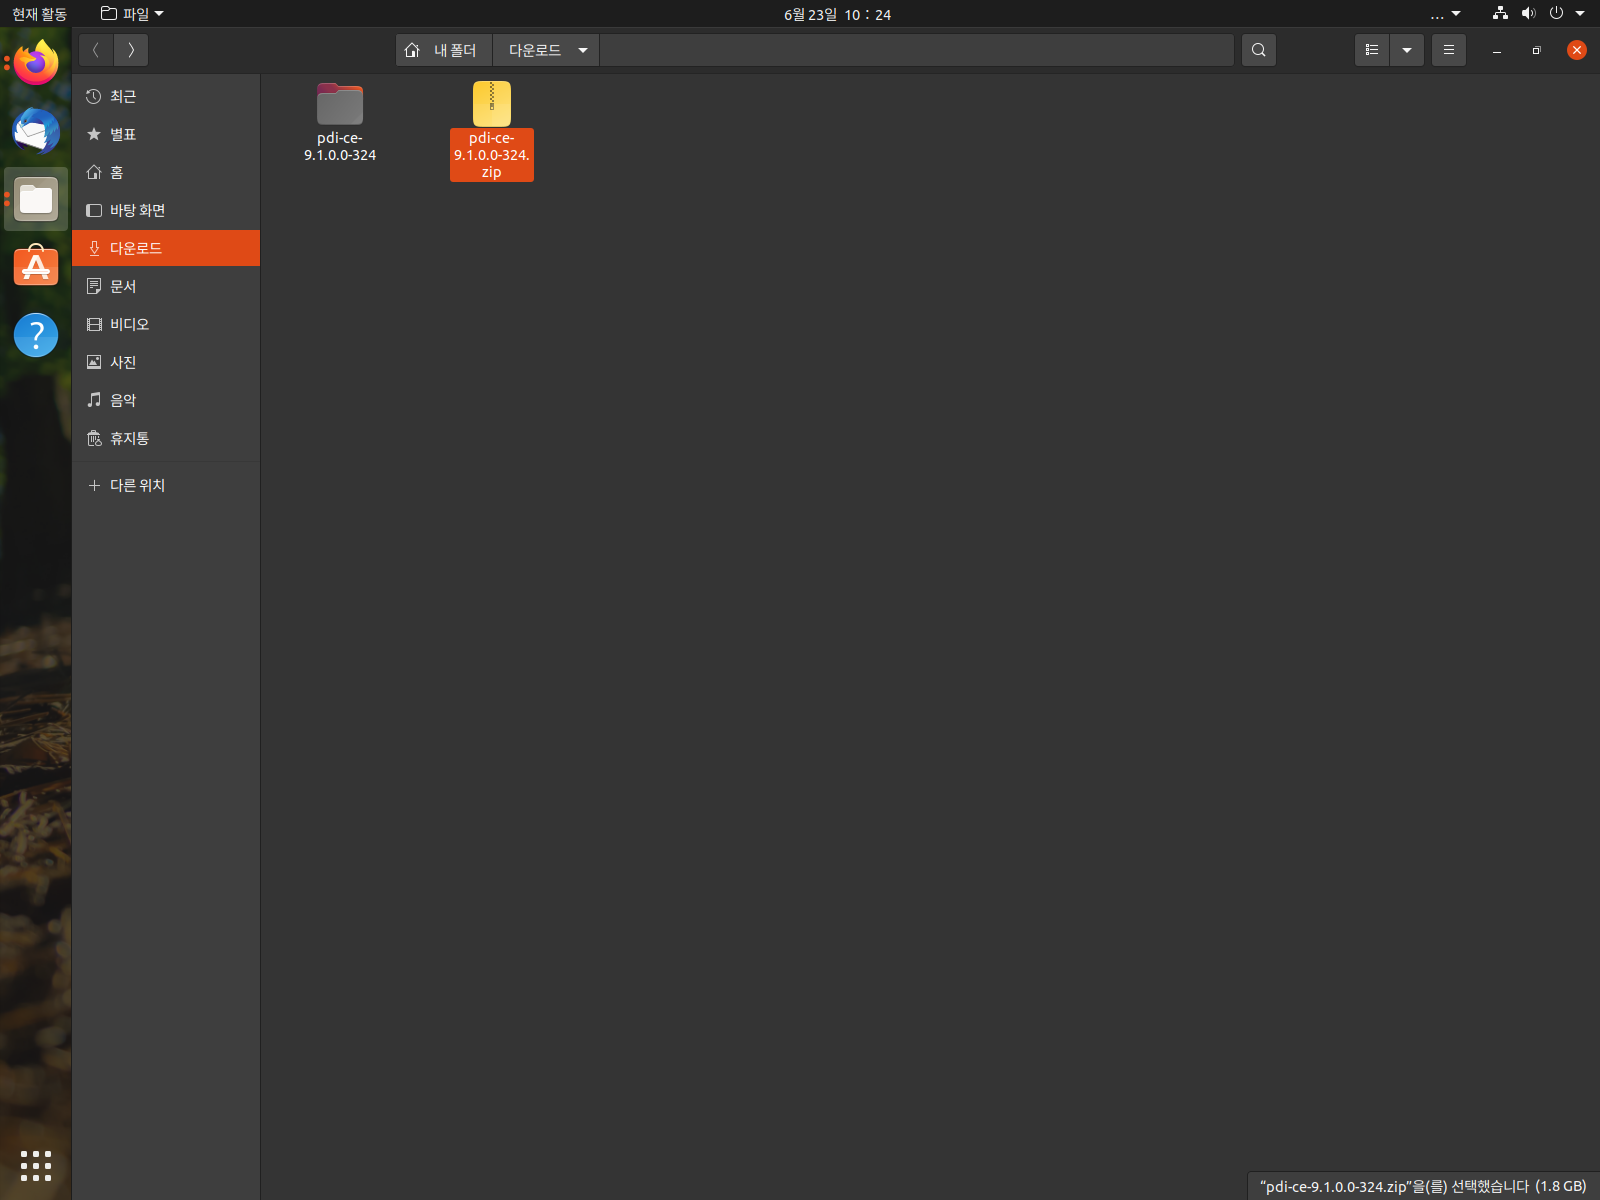 현재 활동 파일 6월 23일 10 : 24 ...
내 폴더 다운로드
최근
별표
홈
바탕 화면
다운로드
문서
비디오
사진
음악
휴지통
다른 위치
pdi-ce-
9.1.0.0-324
pdi-ce-
9.1.0.0-324.
zip
“pdi-ce-9.1.0.0-324.zip”을(를) 선택했습니다 (1.8 GB)